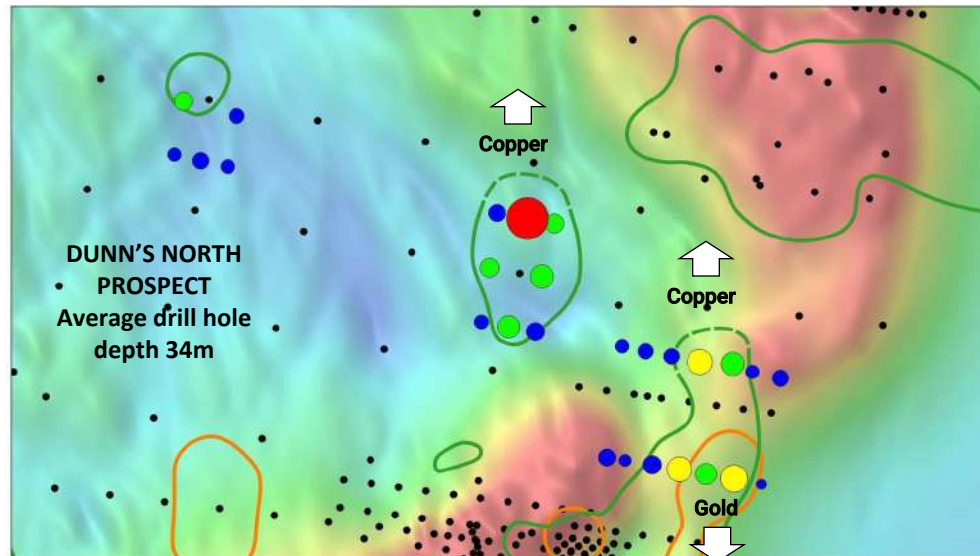 Copper
Copper
DUNN'S NORTH
PROSPECT
Average drill hole
depth 34m
Gold